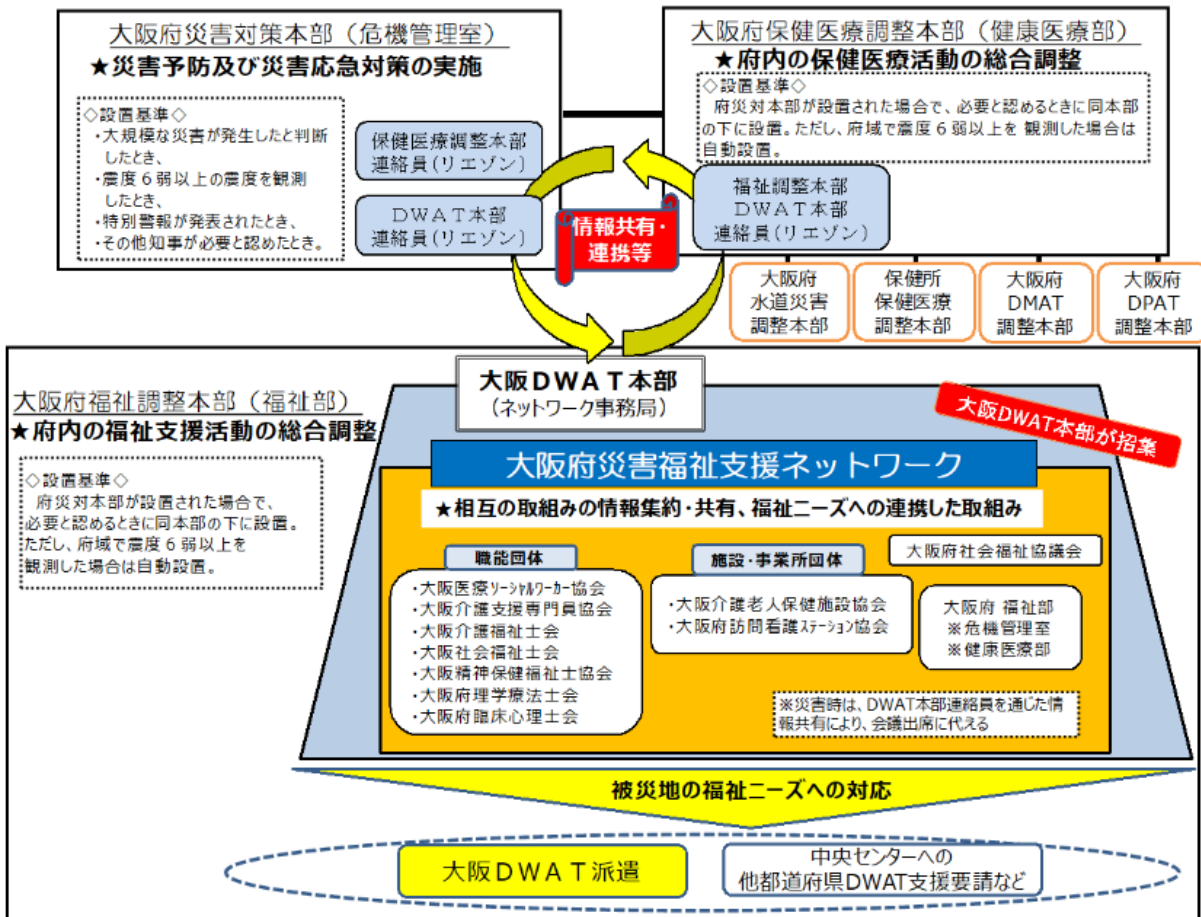 大阪府災害対策本部（危機管理室）
★災害予防及び災害応急対策の実施
◇設置基準◇
・大規模な災害が発生したと判断
したとき、
・震度６弱以上の震度を観測
したとき、
・特別警報が発表されたとき、
・その他知事が必要と認めたとき。
保健医療調整本部
連絡員(リエゾン)
ＤＷＡＴ本部
連絡員(リエゾン)
大阪府保健医療調整本部（健康医療部）
★府内の保健医療活動の総合調整
◇設置基準◇
府災対本部が設置された場合で、必要と認めるときに同本部
の下に設置。ただし、府域で震度６弱以上を 観測した場合は
自動設置。
福祉調整本部
ＤＷＡＴ本部
連絡員(リエゾン)
情報共有・
連携等
大阪府
水道災害
調整本部
保健所
保健医療
調整本部
大阪府
DMAT
調整本部
大阪府
DPAT
調整本部
大阪ＤＷＡＴ本部
（ネットワーク事務局）
大阪府福祉調整本部（福祉部）
★府内の福祉支援活動の総合調整
◇設置基準◇
府災対本部が設置された場合で、
必要と認めるときに同本部の下に設置。
ただし、府域で震度６弱以上を
観測した場合は自動設置。
大阪DWAT本部が招集
大阪府災害福祉支援ネットワーク
★相互の取組みの情報集約・共有、福祉ニーズへの連携した取組み
職能団体
・大阪医療ｿｰｼｬﾙﾜｰｶｰ協会
・大阪介護支援専門員協会
・大阪介護福祉士会
・大阪社会福祉士会
・大阪精神保健福祉士協会
・大阪府理学療法士会
・大阪府臨床心理士会
施設・事業所団体
・大阪介護老人保健施設協会
・大阪府訪問看護ｽﾃｰｼｮﾝ協会
大阪府社会福祉協議会
大阪府 福祉部
※危機管理室
※健康医療部
※災害時は、DWAT本部連絡員を通じた情
報共有により、会議出席に代える
被災地の福祉ニーズへの対応
大阪ＤＷＡＴ派遣
中央センターへの
他都道府県DWAT支援要請など